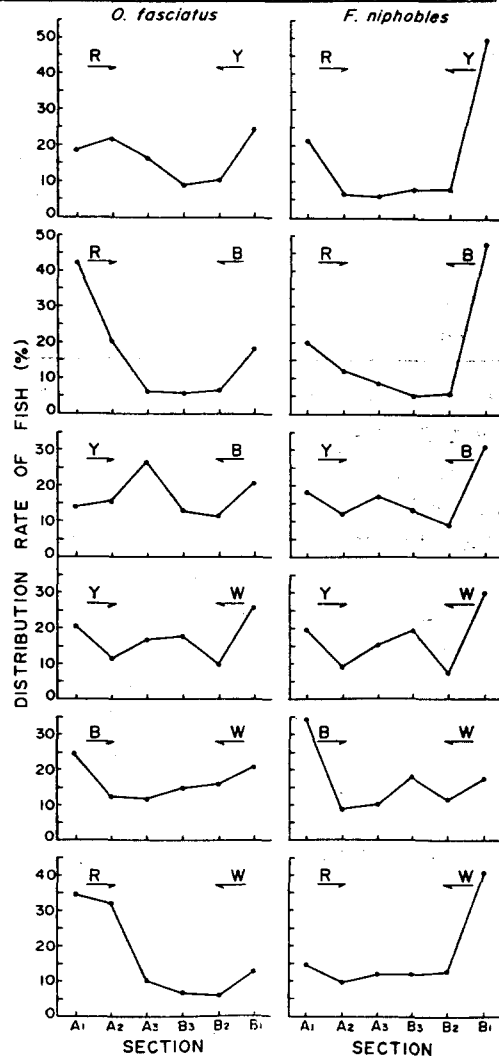 O. fasciatus
F. niphobles
DISTRIBUTION RATE OF FISH (%)
50
40
30
20
10
0
R Y
R Y
50
40
30
20
10
0
R B
R B
30
20
10
0
Y B
Y B
30
20
10
0
Y W
Y W
30
20
10
0
B W
B W
40
30
20
10
0
R W
R W
A1 A2 A3 B3 B2 B1
A1 A2 A3 B3 B2 B1
SECTION
SECTION